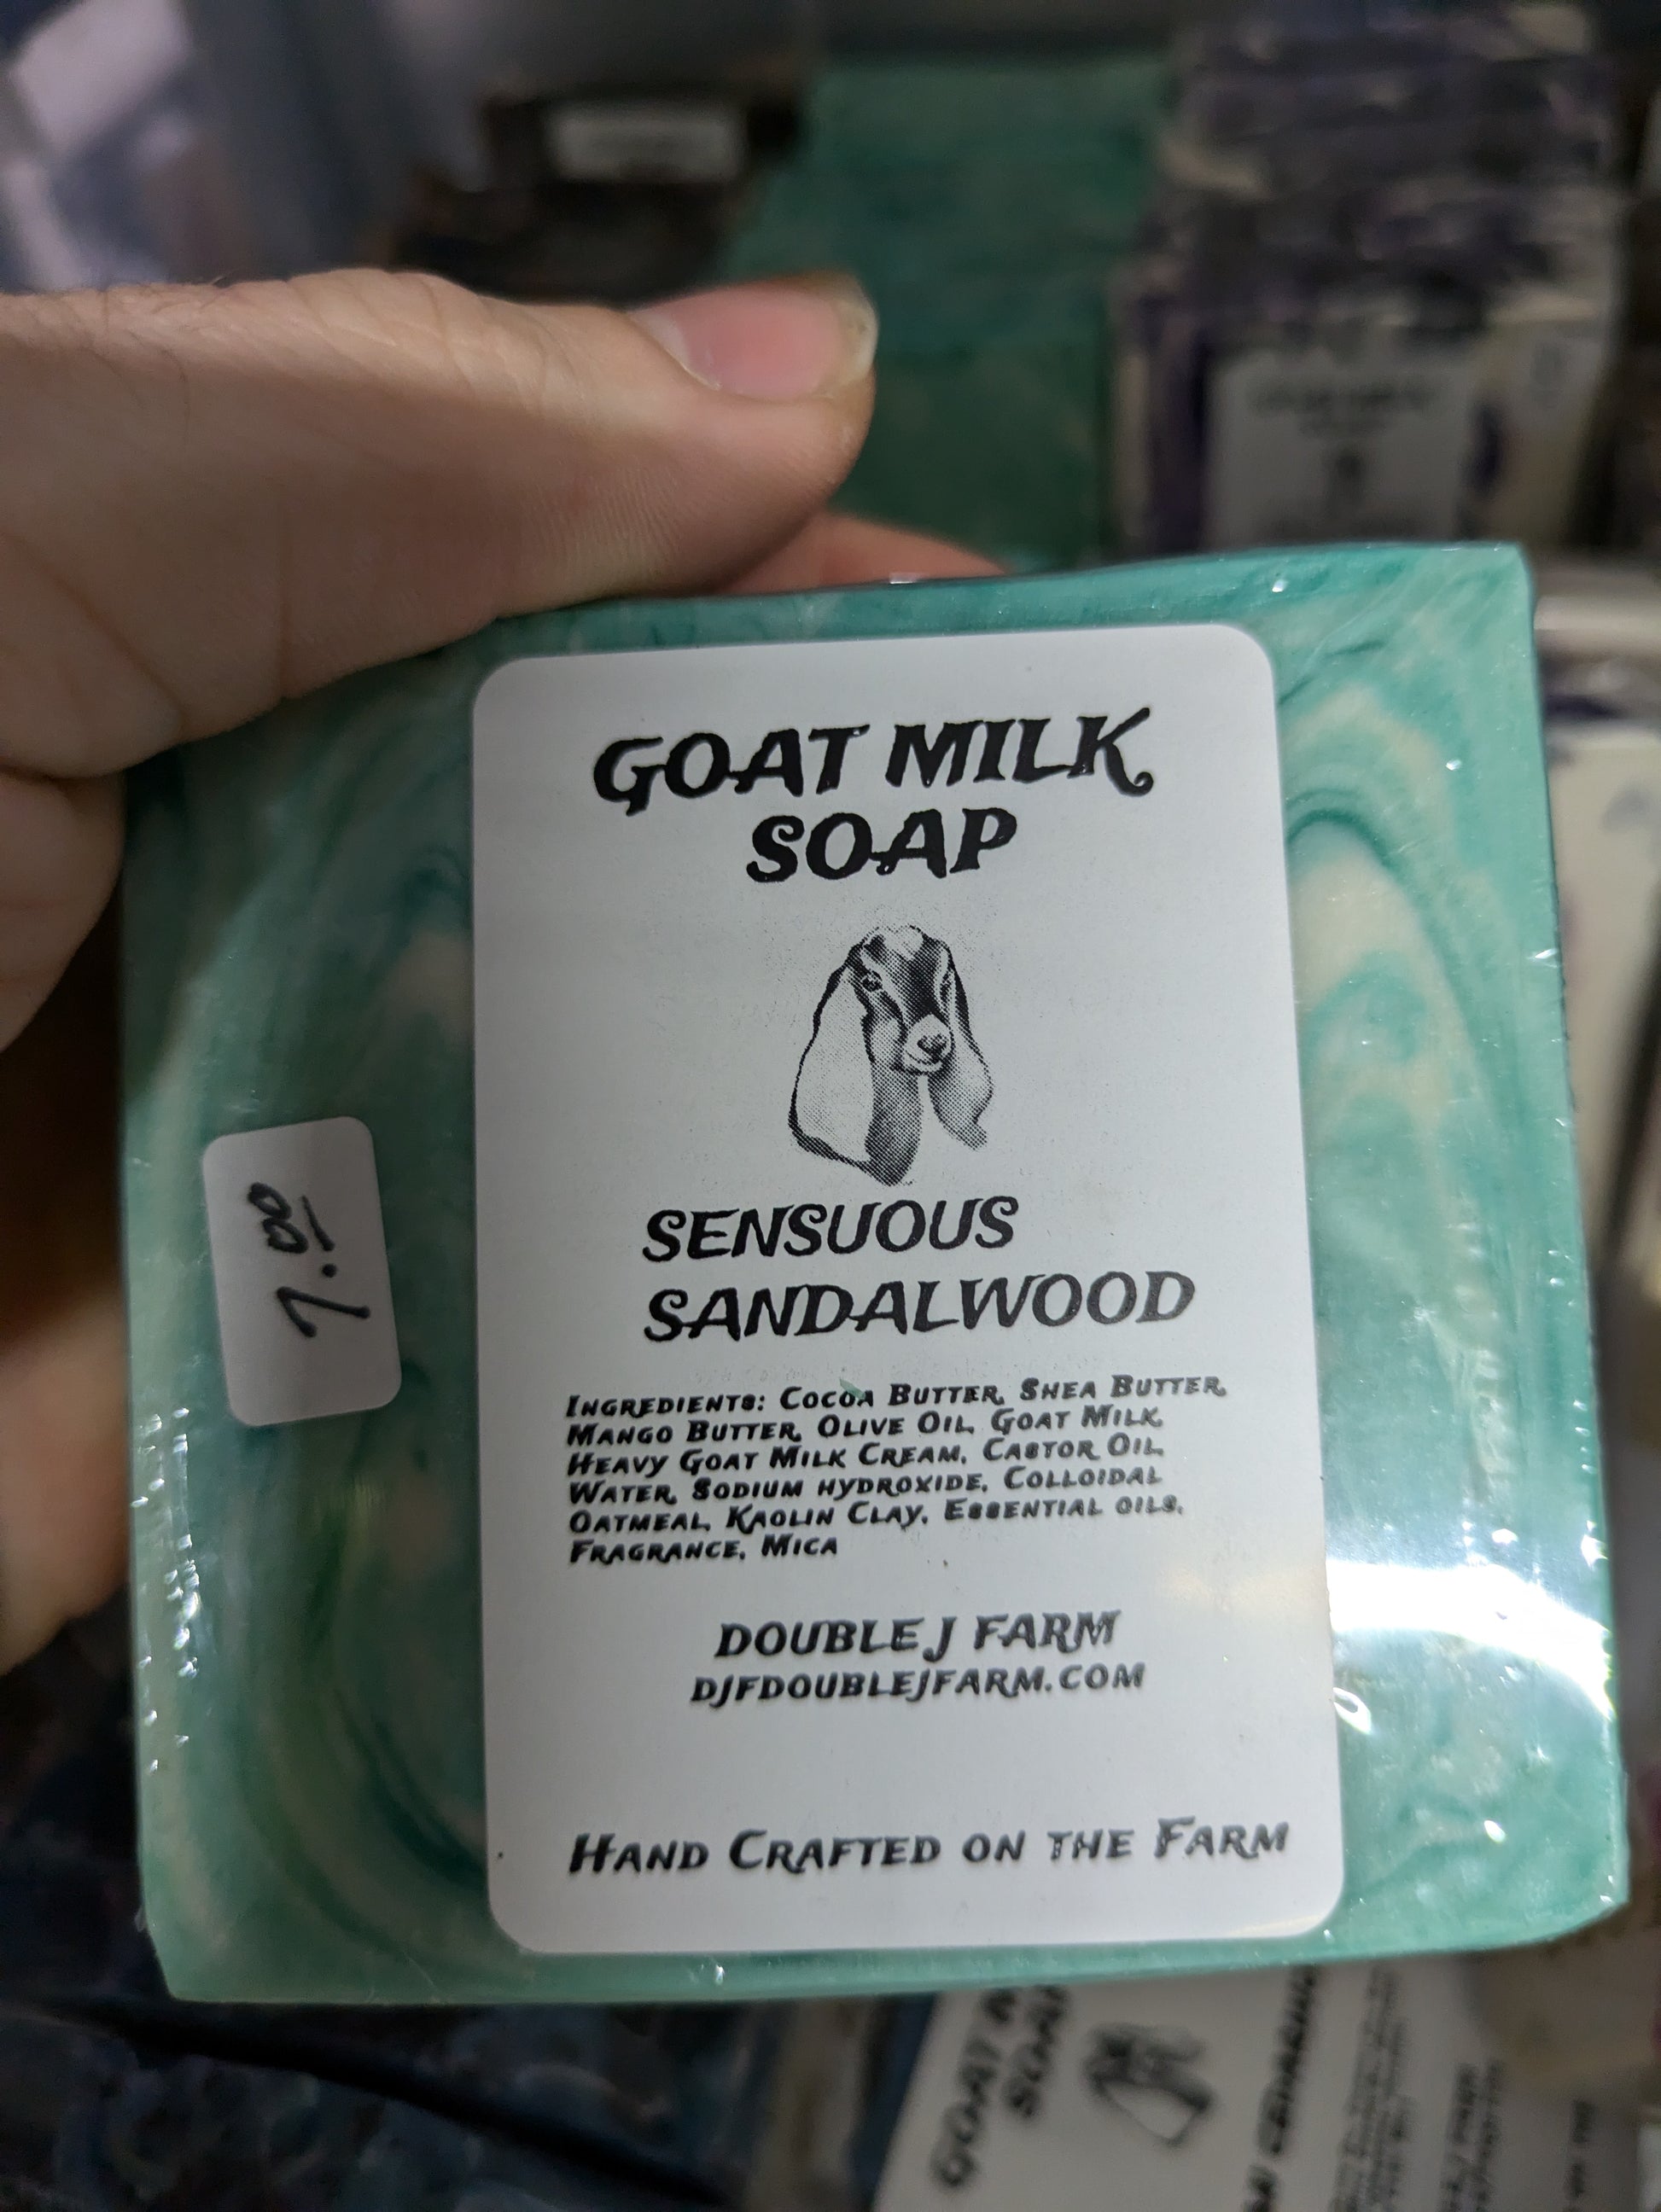 GOAT MILK
SOAP
SENSUOUS
SANDALWOOD
INGREDIENTS: COCOA BUTTER, SHEA BUTTER,
MANGO BUTTER, OLIVE OIL, GOAT MILK,
HEAVY GOAT MILK CREAM, CASTOR OIL,
WATER, SODIUM HYDROXIDE, COLLOIDAL
OATMEAL, KAOLIN CLAY, ESSENTIAL OILS,
FRAGRANCE, MICA
DOUBLE J FARM
DJFDOUBLEJFARM.COM
HAND CRAFTED ON THE FARM
7.00
GOAT